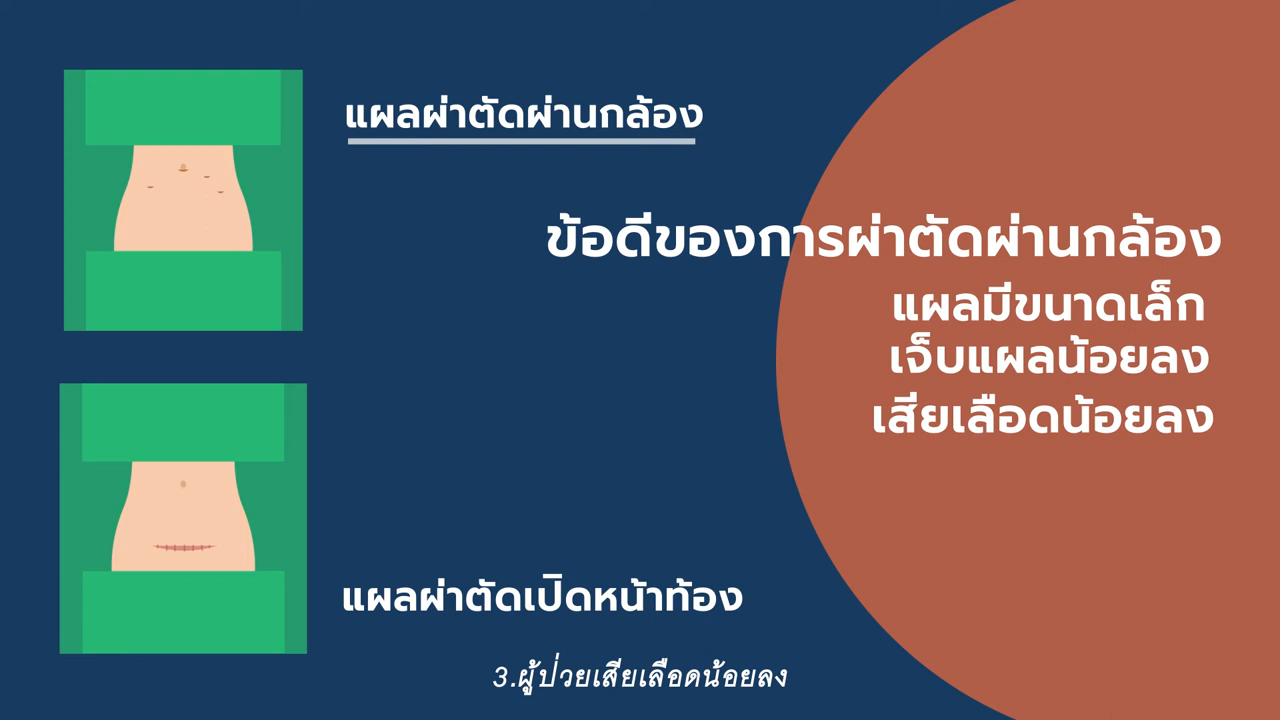 แผลผ่าตัดผ่านกล้อง
ข้อดีของการผ่าตัดผ่านกล้อง
แผลมีขนาดเล็ก
เจ็บแผลน้อยลง
เสียเลือดน้อยลง
แผลผ่าตัดเปิดหน้าท้อง
3.ผู้ป่วยเสียเลือดน้อยลง